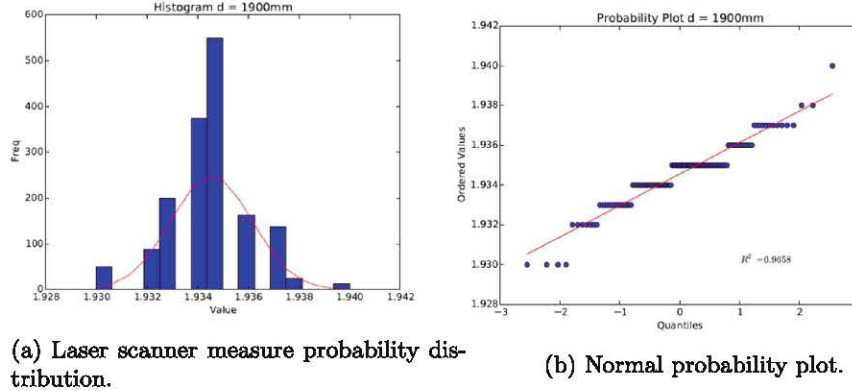 Histogram d = 1900mm
600
500
400
300
200
100
0
Freq
1.928 1.930 1.932 1.934 1.936 1.938 1.940 1.942
Value
(a) Laser scanner measure probability dis-
tribution.
Probability Plot d = 1900mm
1.942
1.940
1.938
1.936
1.934
1.932
1.930
1.928
Ordered Values
R² =0.9658
−3 −2 −1 0 1 2 3
Quantiles
(b) Normal probability plot.